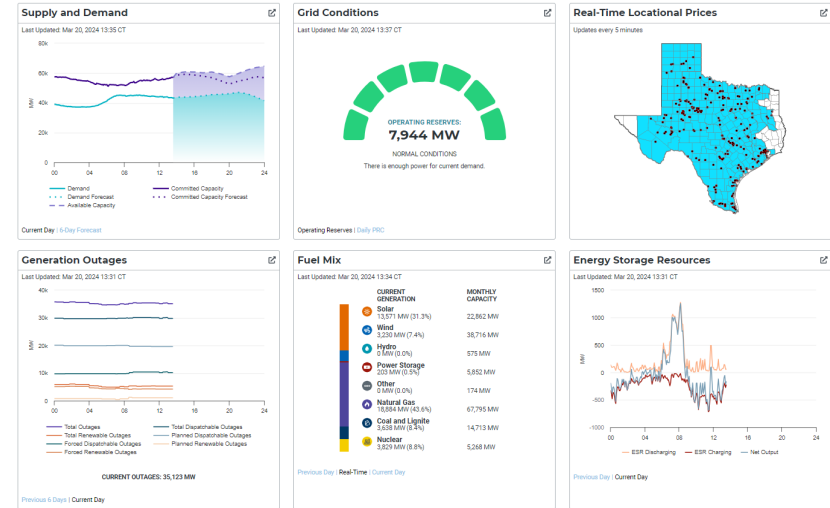 Supply and Demand
Last Updated: Mar 20, 2024 13:35 CT
80k
60k
40k
20k
0
MW
00 04 08 12 16 20 24
Demand
Committed Capacity
Demand Forecast
Committed Capacity Forecast
Available Capacity
Current Day | 6-Day Forecast
Grid Conditions
Last Updated: Mar 20, 2024 13:37 CT
OPERATING RESERVES:
7,944 MW
NORMAL CONDITIONS
There is enough power for current demand.
Operating Reserves | Daily PRC
Real-Time Locational Prices
Updates every 5 minutes
Generation Outages
Last Updated: Mar 20, 2024 13:31 CT
40k
30k
20k
10k
0
MW
00 04 08 12 16 20 24
Total Outages
Total Dispatchable Outages
Total Renewable Outages
Planned Dispatchable Outages
Forced Dispatchable Outages
Planned Renewable Outages
Forced Renewable Outages
CURRENT OUTAGES: 35,123 MW
Previous 6 Days | Current Day
Fuel Mix
Last Updated: Mar 20, 2024 13:34 CT
CURRENT GENERATION
MONTHLY CAPACITY
Solar
13,571 MW (31.3%) 22,862 MW
Wind
3,230 MW (7.4%) 38,716 MW
Hydro
0 MW (0.0%) 575 MW
Power Storage
203 MW (0.5%) 5,852 MW
Other
0 MW (0.0%) 174 MW
Natural Gas
18,884 MW (43.6%) 67,795 MW
Coal and Lignite
3,638 MW (8.4%) 14,713 MW
Nuclear
3,829 MW (8.8%) 5,268 MW
Previous Day | Real-Time | Current Day
Energy Storage Resources
Last Updated: Mar 20, 2024 13:31 CT
1500
1000
500
0
-500
-1000
MW
00 04 08 12 16 20 24
ESR Discharging ESR Charging Net Output
Previous Day | Current Day